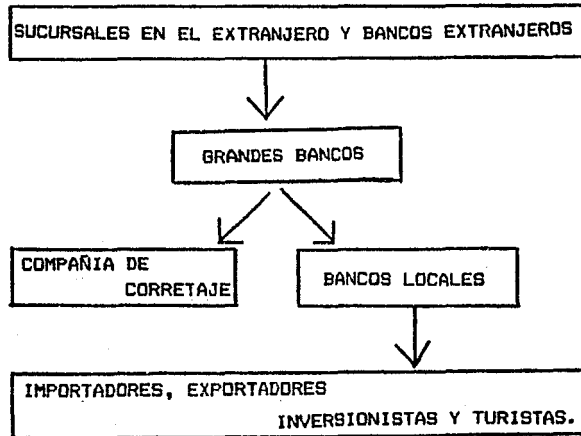 SUCURSALES EN EL EXTRANJERO Y BANCOS EXTRANJEROS
GRANDES BANCOS
COMPAÑIA DE
CORRETAJE
BANCOS LOCALES
IMPORTADORES, EXPORTADORES
INVERSIONISTAS Y TURISTAS.